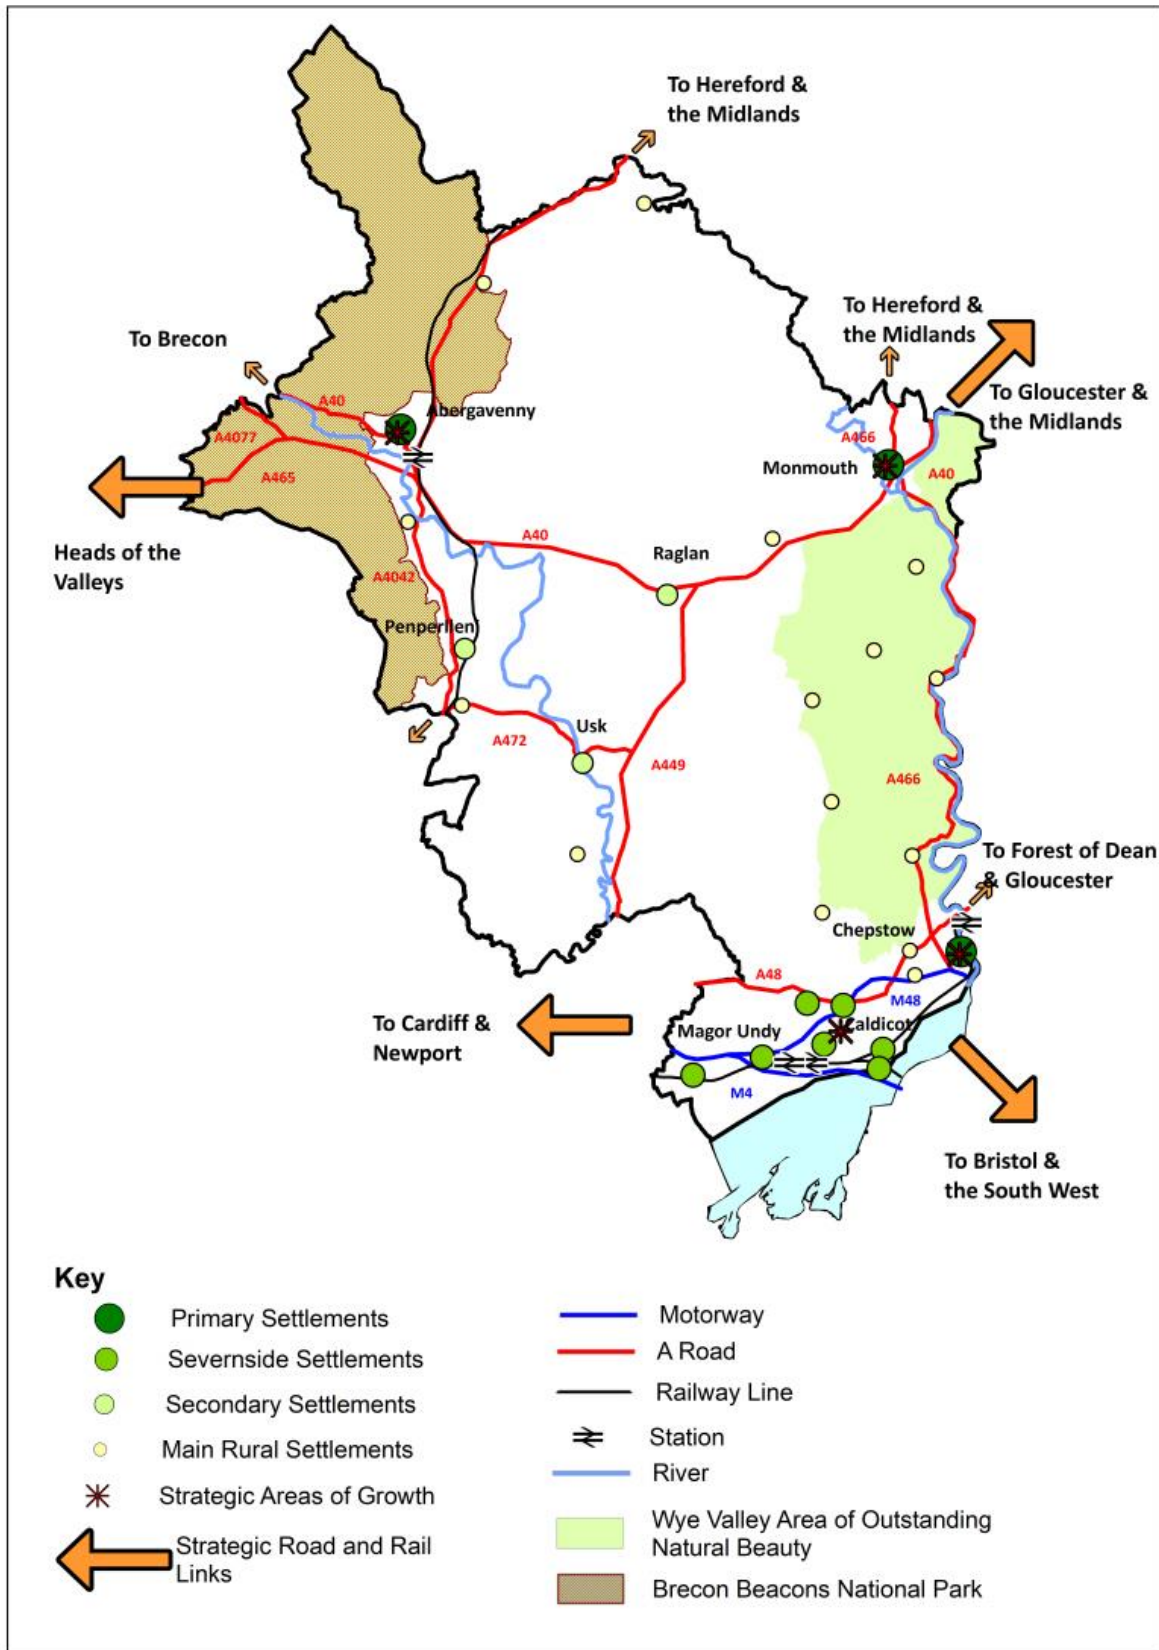 To Hereford &
the Midlands
To Hereford &
the Midlands
To Brecon
To Gloucester &
the Midlands
A40
Abergavenny
A4077
A466
Monmouth
A465
A40
Heads of the
Valleys
A40
Raglan
A4042
Penperllenl
Usk
A472
A449
A466
To Forest of Dean
& Gloucester
Chepstow
A48
M48
To Cardiff &
Newport
Magor Undy
Caldicot
M4
To Bristol &
the South West
Key
Primary Settlements
Severnside Settlements
Secondary Settlements
Main Rural Settlements
Strategic Areas of Growth
Strategic Road and Rail
Links
Motorway
A Road
Railway Line
Station
River
Wye Valley Area of Outstanding
Natural Beauty
Brecon Beacons National Park